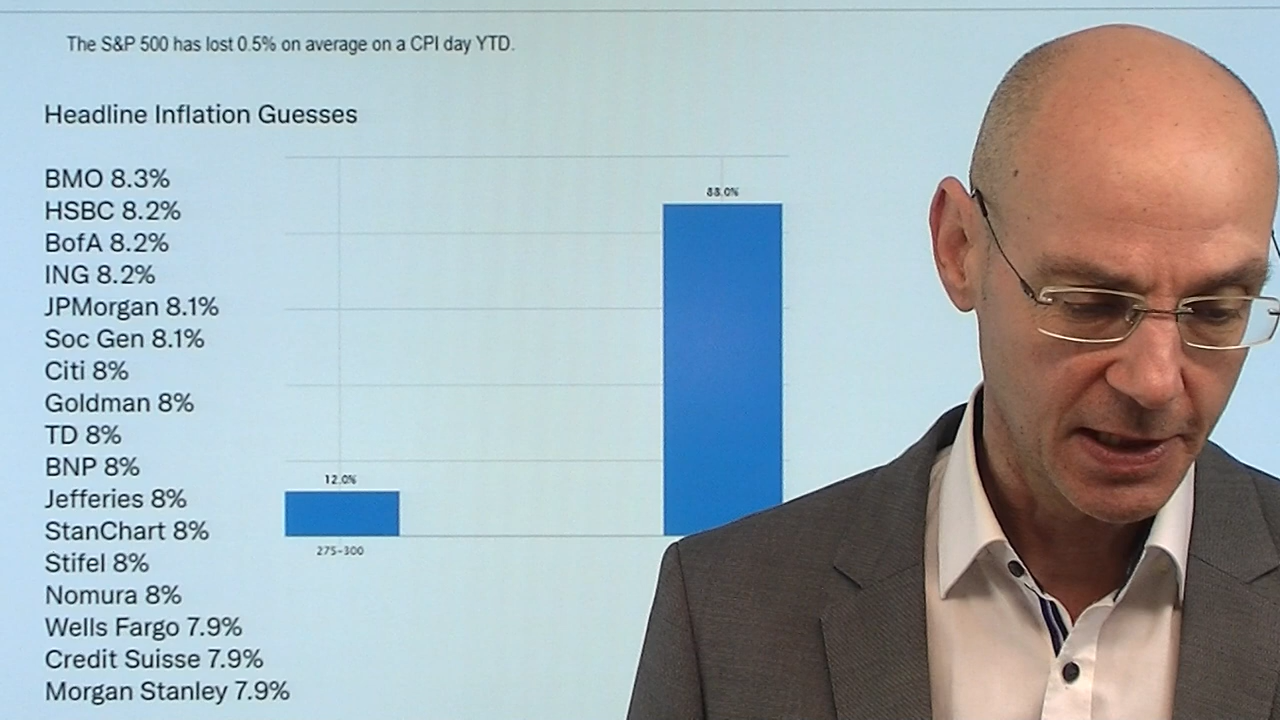 The S&P 500 has lost 0.5% on average on a CPI day YTD.
Headline Inflation Guesses
BMO 8.3%
HSBC 8.2%
BofA 8.2%
ING 8.2%
JPMorgan 8.1%
Soc Gen 8.1%
Citi 8%
Goldman 8%
TD 8%
BNP 8%
Jefferies 8%
StanChart 8%
Stifel 8%
Nomura 8%
Wells Fargo 7.9%
Credit Suisse 7.9%
Morgan Stanley 7.9%
88.0%
12.0%
275-300